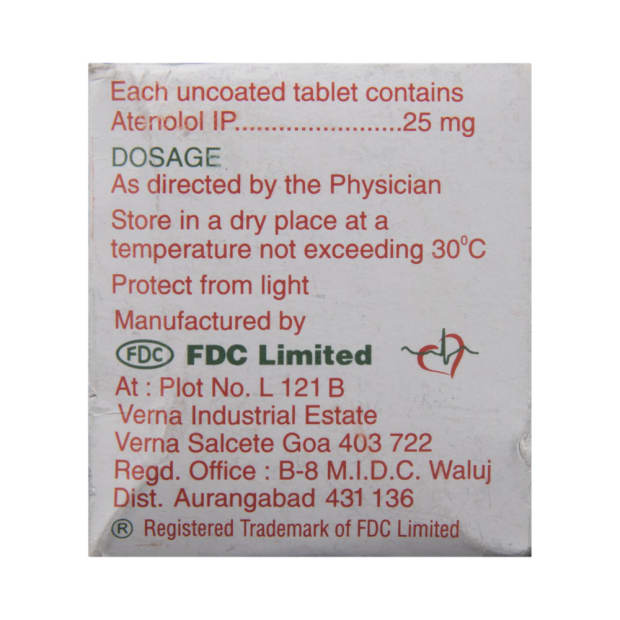 Each uncoated tablet contains
Atenolol IP.......................25 mg
DOSAGE
As directed by the Physician
Store in a dry place at a
temperature not exceeding 30°C
Protect from light
Manufactured by
FDC FDC Limited
At : Plot No. L 121 B
Verna Industrial Estate
Verna Salcete Goa 403 722
Regd. Office : B-8 M.I.D.C. Waluj
Dist. Aurangabad 431 136
® Registered Trademark of FDC Limited